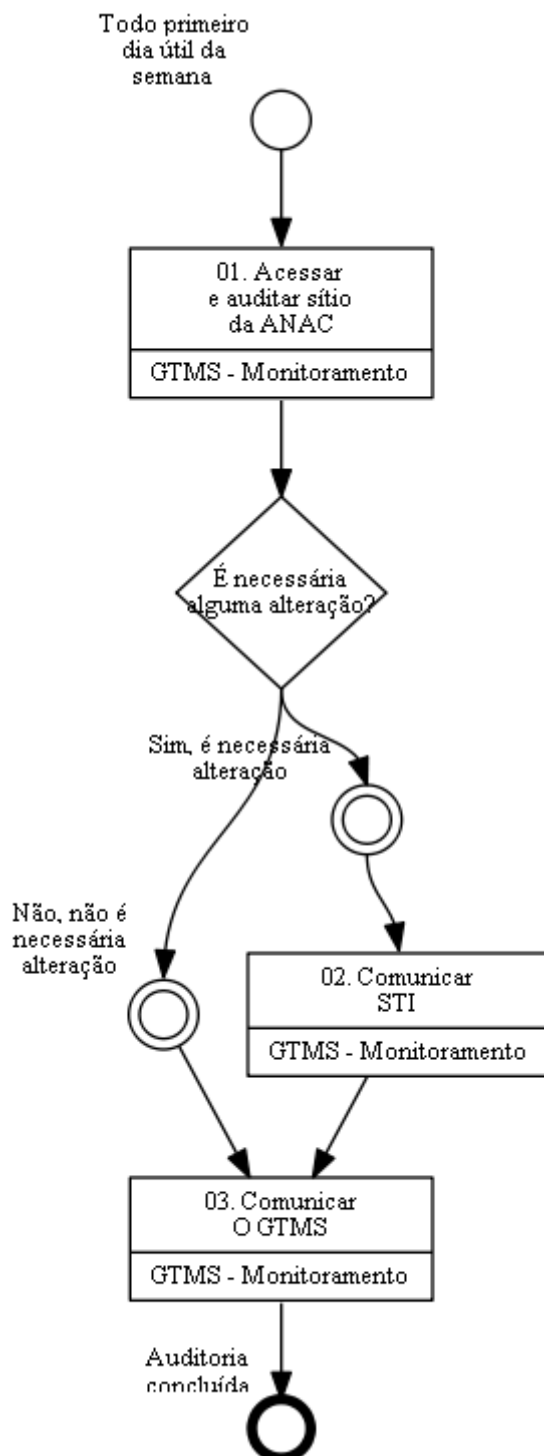 Todo primeiro
dia útil da
semana
01. Acessar
e auditar sítio
da ANAC
GTMS - Monitoramento
É necessária
alguma alteração?
Sim, é necessária
alteração
Não, não é
necessária
alteração
02. Comunicar
STI
GTMS - Monitoramento
03. Comunicar
O GTMS
GTMS - Monitoramento
Auditoria
concluída